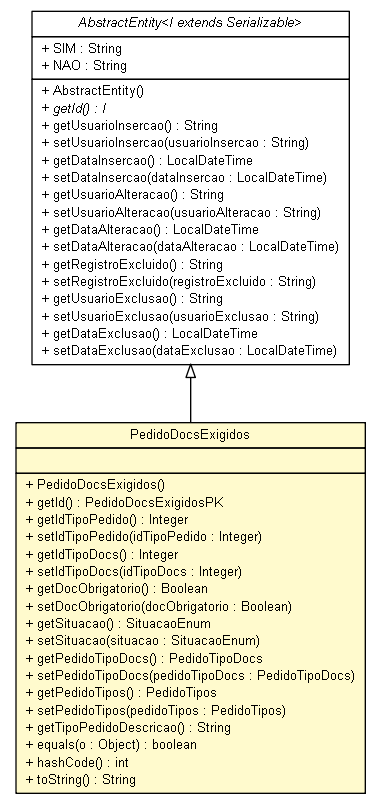 AbstractEntity<I extends Serializable>
+ SIM : String
+ NAO : String
+ AbstractEntity()
+ getId() : I
+ getUsuarioInsercao() : String
+ setUsuarioInsercao(usuarioInsercao : String)
+ getDataInsercao() : LocalDateTime
+ setDataInsercao(dataInsercao : LocalDateTime)
+ getUsuarioAlteracao() : String
+ setUsuarioAlteracao(usuarioAlteracao : String)
+ getDataAlteracao() : LocalDateTime
+ setDataAlteracao(dataAlteracao : LocalDateTime)
+ getRegistroExcluido() : String
+ setRegistroExcluido(registroExcluido : String)
+ getUsuarioExclusao() : String
+ setUsuarioExclusao(usuarioExclusao : String)
+ getDataExclusao() : LocalDateTime
+ setDataExclusao(dataExclusao : LocalDateTime)
PedidoDocsExigidos
+ PedidoDocsExigidos()
+ getId() : PedidoDocsExigidosPK
+ getIdTipoPedido() : Integer
+ setIdTipoPedido(idTipoPedido : Integer)
+ getIdTipoDocs() : Integer
+ setIdTipoDocs(idTipoDocs : Integer)
+ getDocObrigatorio() : Boolean
+ setDocObrigatorio(docObrigatorio : Boolean)
+ getSituacao() : SituacaoEnum
+ setSituacao(situacao : SituacaoEnum)
+ getPedidoTipoDocs() : PedidoTipoDocs
+ setPedidoTipoDocs(pedidoTipoDocs : PedidoTipoDocs)
+ getPedidoTipos() : PedidoTipos
+ setPedidoTipos(pedidoTipos : PedidoTipos)
+ getTipoPedidoDescricao() : String
+ equals(o : Object) : boolean
+ hashCode() : int
+ toString() : String